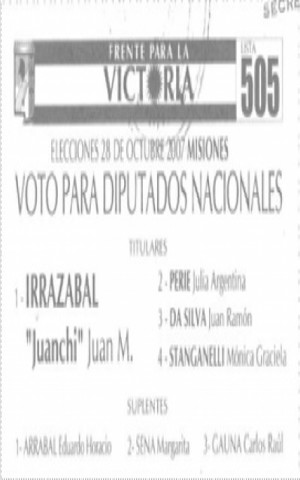 SECRE
FRENTE PARA LA
VICTORIA
LISTA
505
ELECCIONES 28 DE OCTUBRE 2007 MISIONES
VOTO PARA DIPUTADOS NACIONALES
TITULARES
1- IRRAZABAL
"Juanchi" Juan M.
2- PERIE Julia Argentina
3- DA SILVA Juan Ramón
4- STANGANELLI Mónica Graciela
SUPLENTES
1- ARRABAL Eduardo Horacio 2- SENA Margarita 3- GAUNA Carlos Raúl